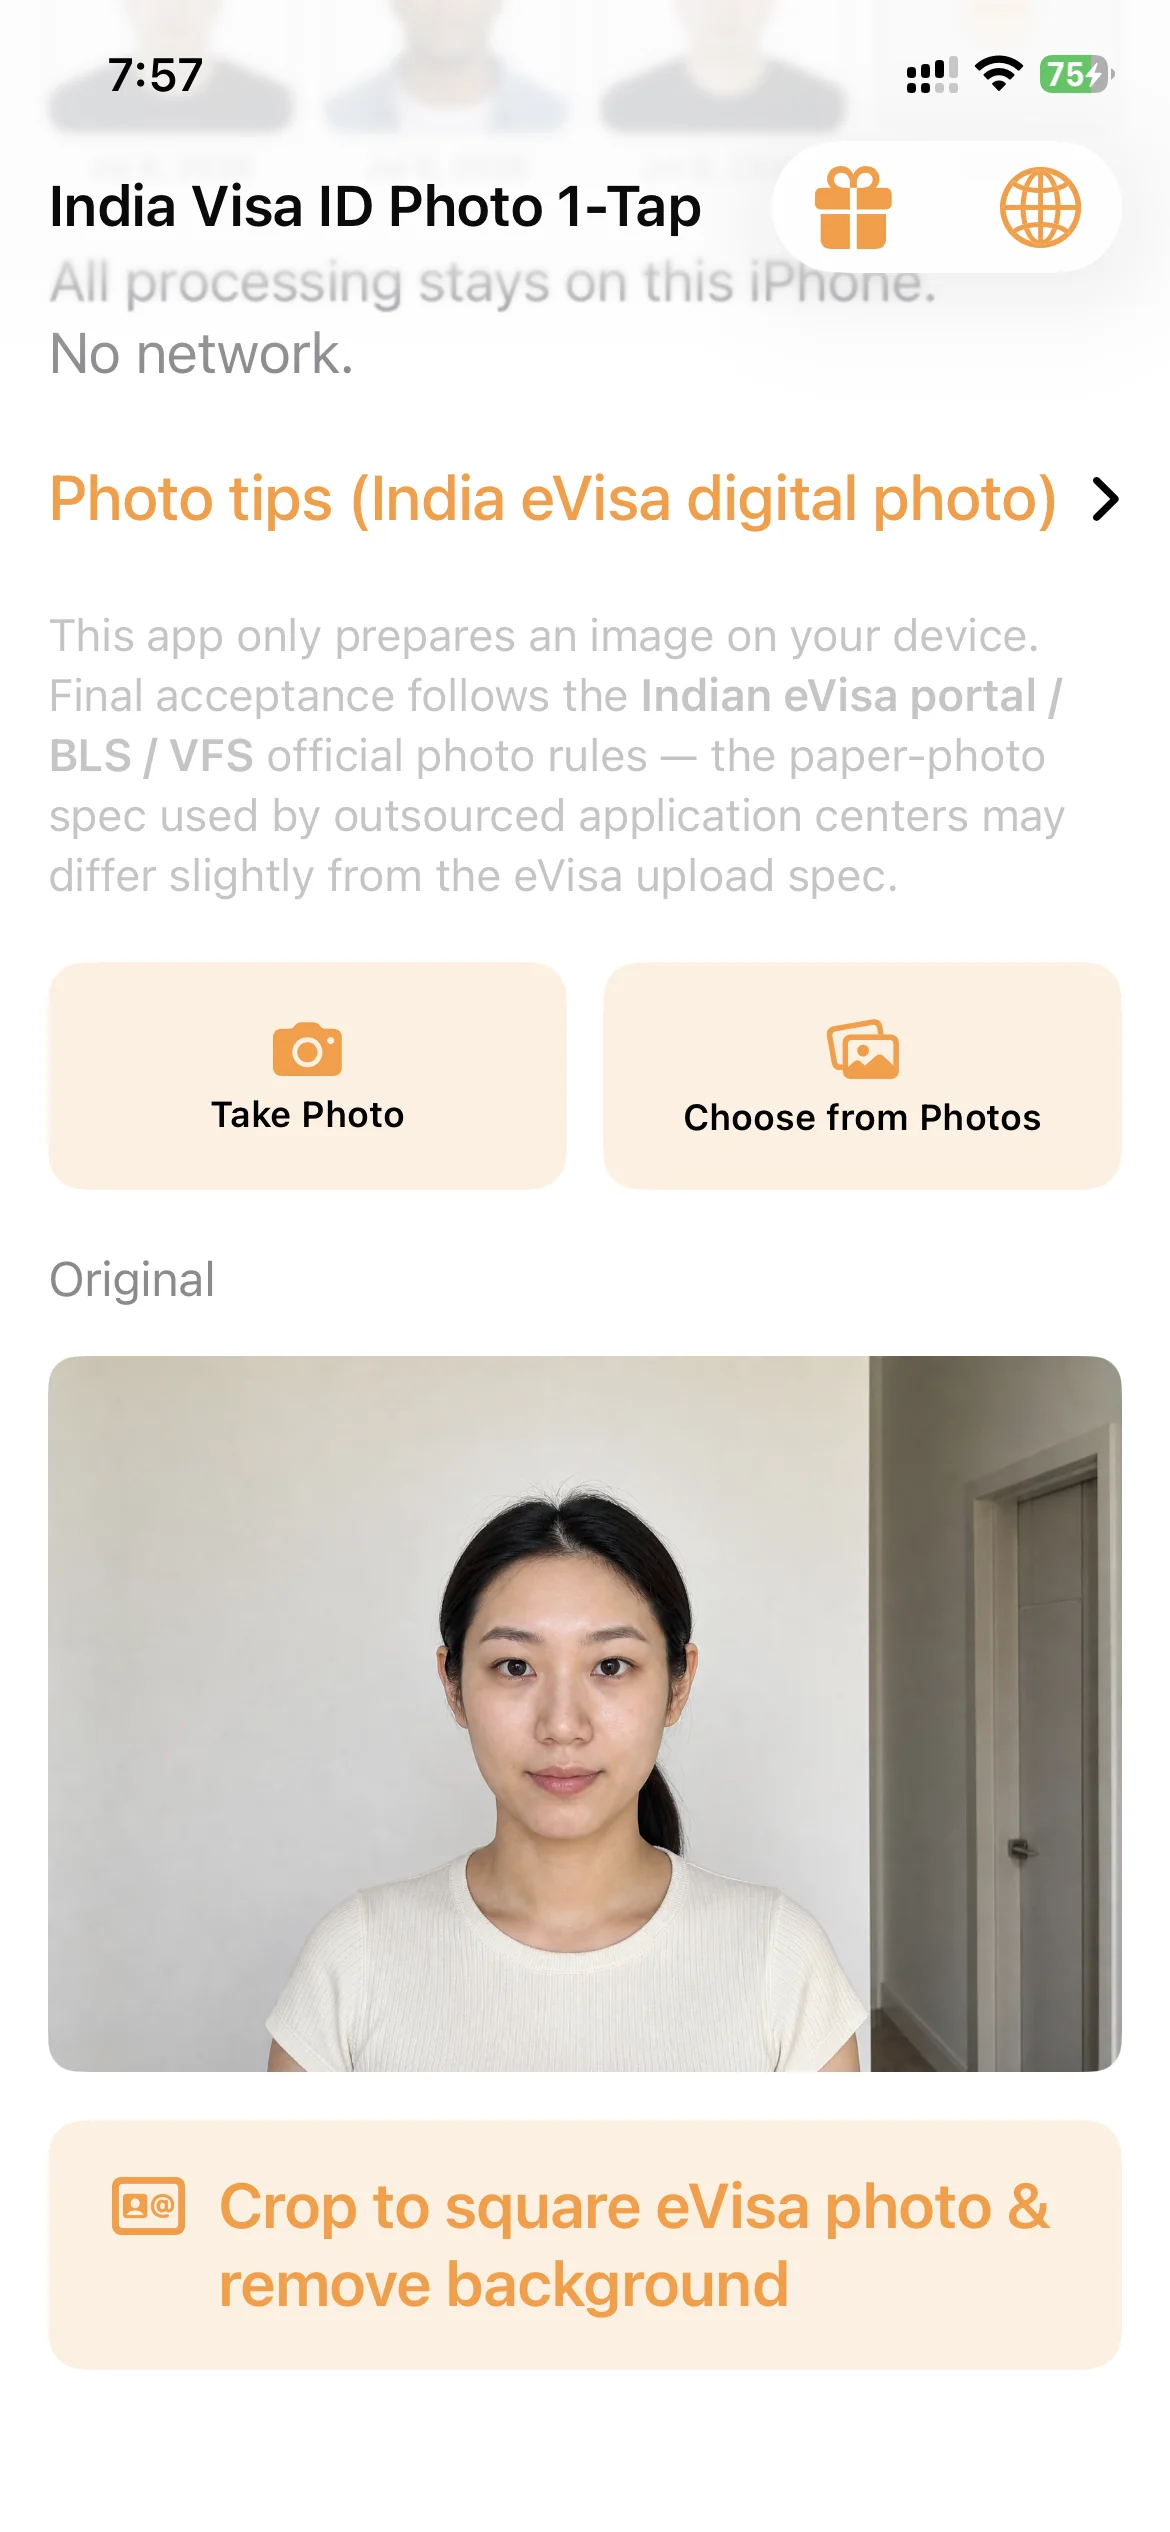 7:57
75
India Visa ID Photo 1-Tap
All processing stays on this iPhone.
No network.
Photo tips (India eVisa digital photo)
This app only prepares an image on your device.
Final acceptance follows the Indian eVisa portal /
BLS / VFS official photo rules — the paper-photo
spec used by outsourced application centers may
differ slightly from the eVisa upload spec.
Take Photo
Choose from Photos
Original
Crop to square eVisa photo &
remove background